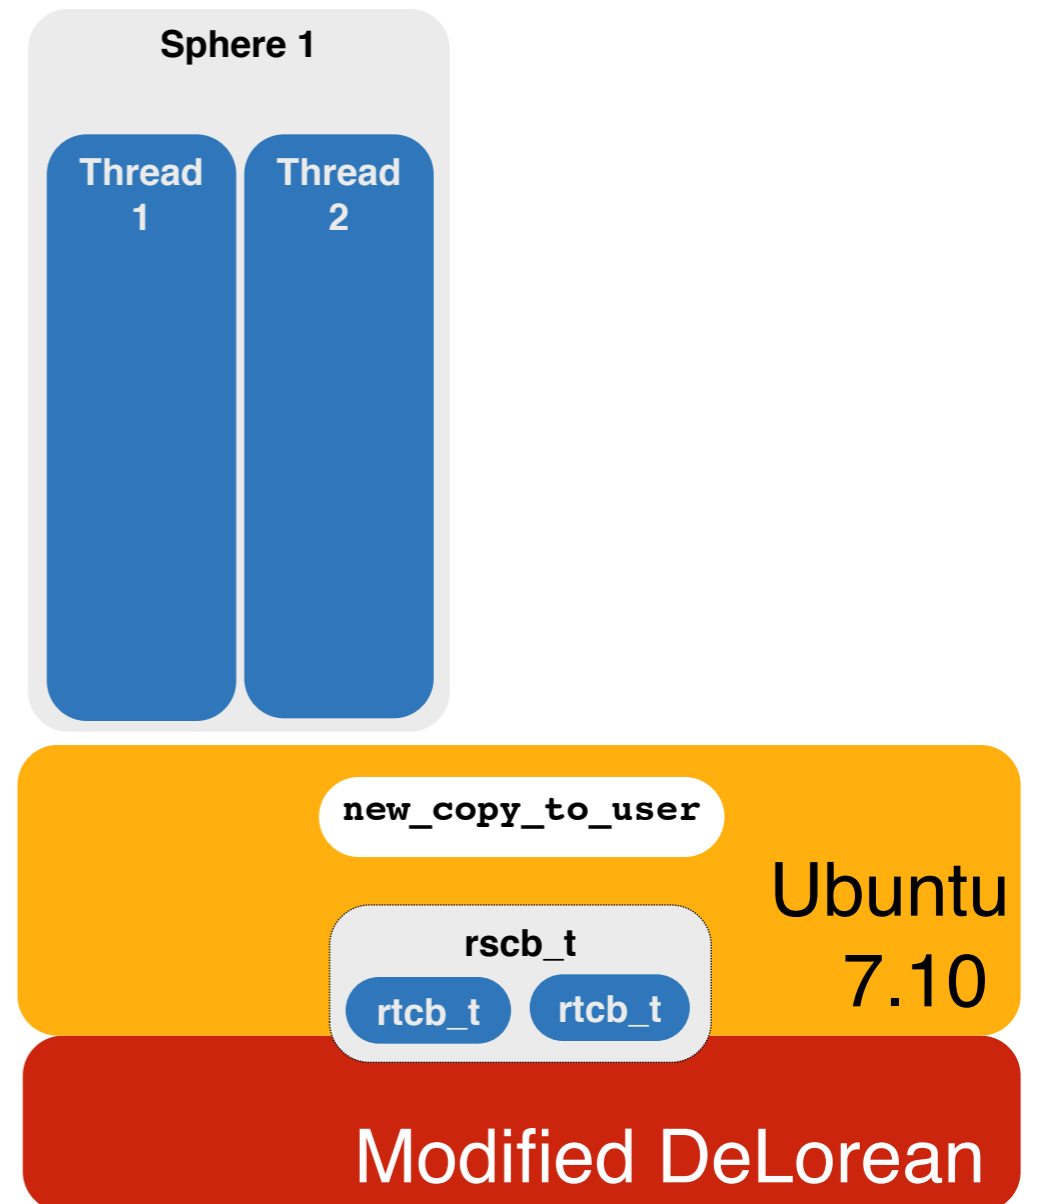 Sphere 1
Thread
1
Thread
2
new_copy_to_user
Ubuntu
7.10
rscb_t
rtcb_t
rtcb_t
Modified DeLorean